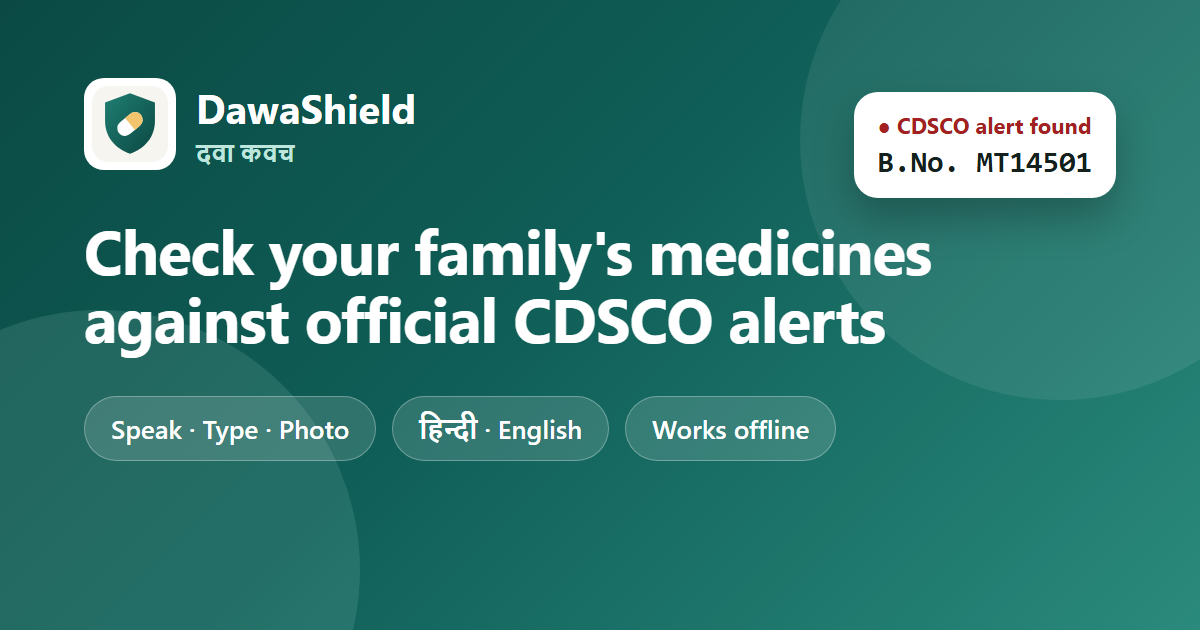 DawaShield
दवा कवच
● CDSCO alert found
B.No. MT14501
Check your family's medicines
against official CDSCO alerts
Speak · Type · Photo
हिन्दी · English
Works offline